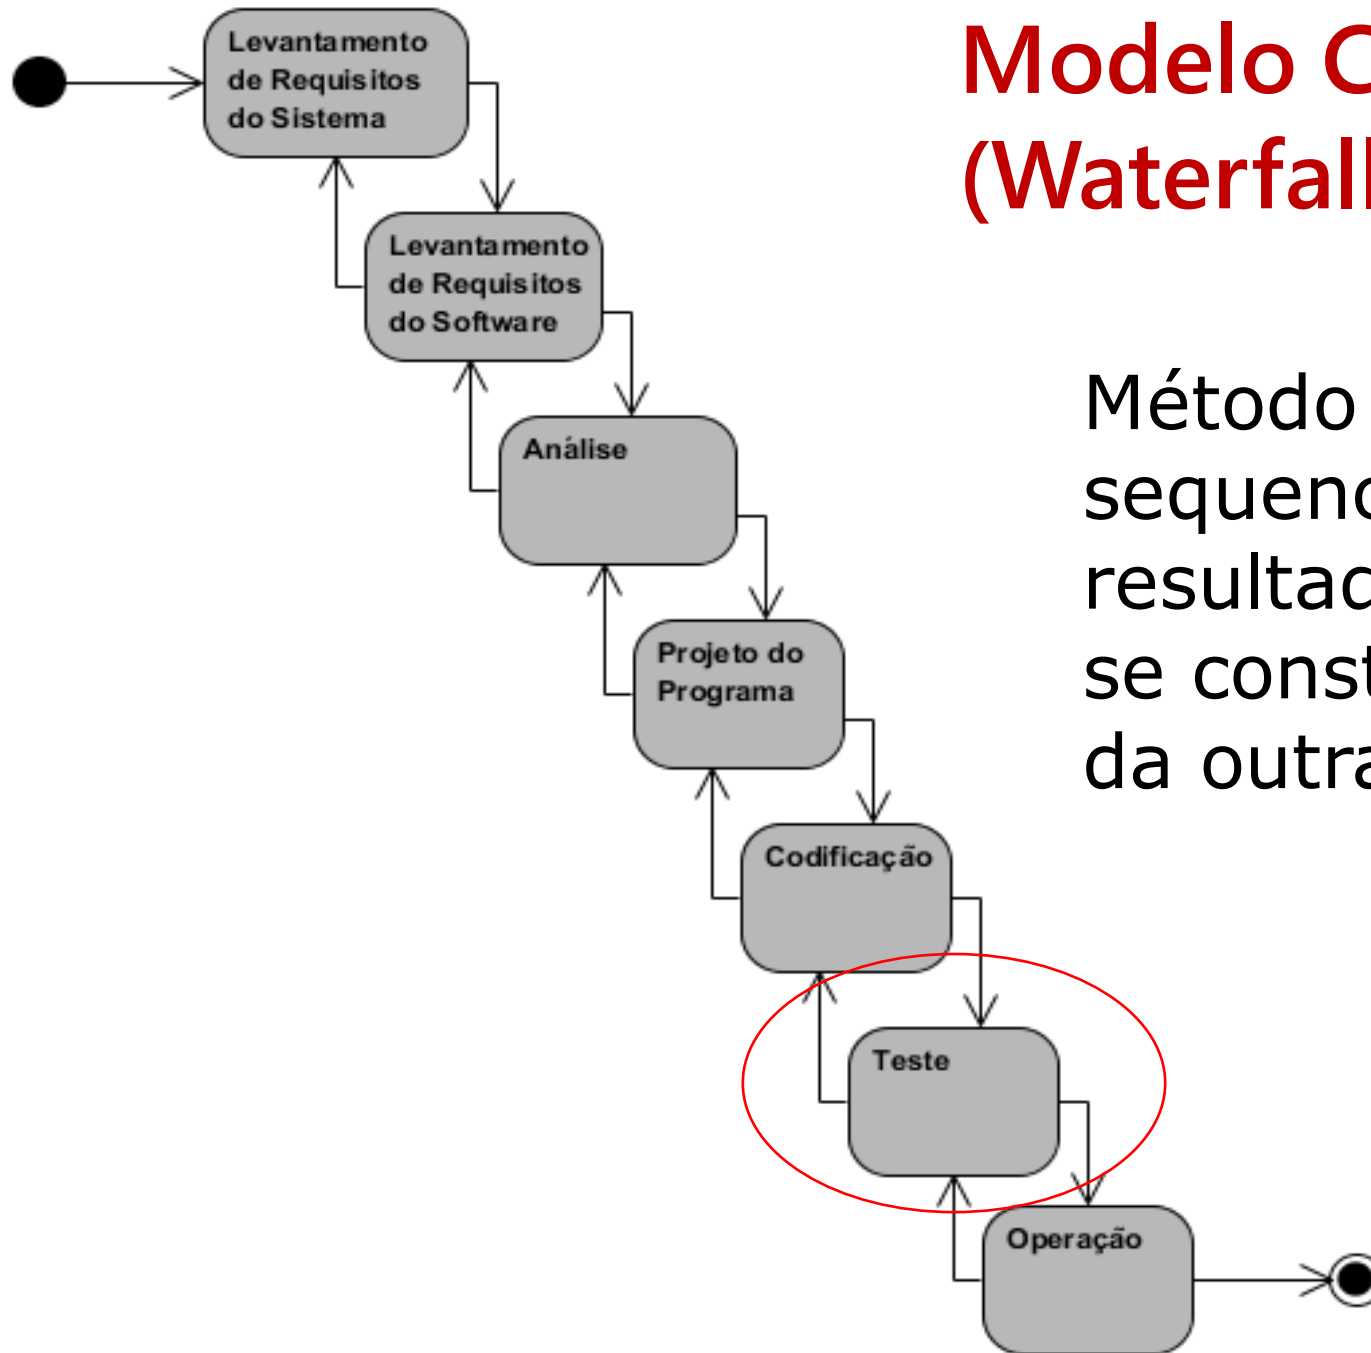 Levantamento
de Requisitos
do Sistema
Modelo C
(Waterfall
Levantamento
de Requisitos
do Software
Método
sequenc
resultad
se const
da outra
Análise
Projeto do
Programa
Codificação
Teste
Operação